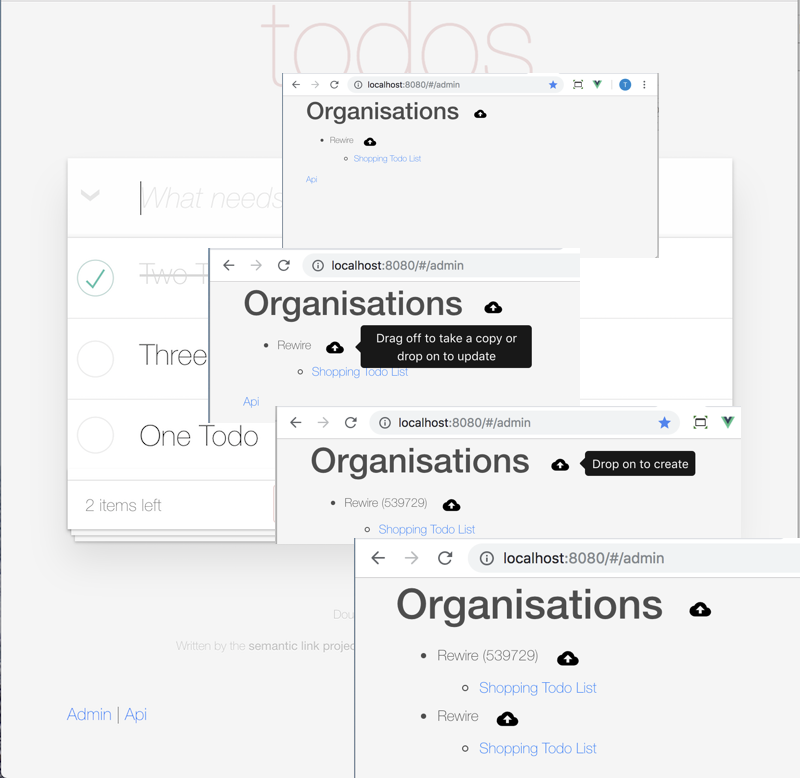 todos
localhost:8080/#/admin
T
Organisations
Rewire
Shopping Todo List
Api
What needs
Two T
localhost:8080/#/admin
Organisations
Rewire
Drag off to take a copy or
drop on to update
Shopping Todo List
Api
Three
One Todo
localhost:8080/#/admin
Organisations
Drop on to create
Rewire (539729)
Shopping Todo List
2 items left
localhost:8080/#/admin
Organisations
Rewire (539729)
Shopping Todo List
Rewire
Shopping Todo List
Dou
Written by the semantic link projec
Admin | Api